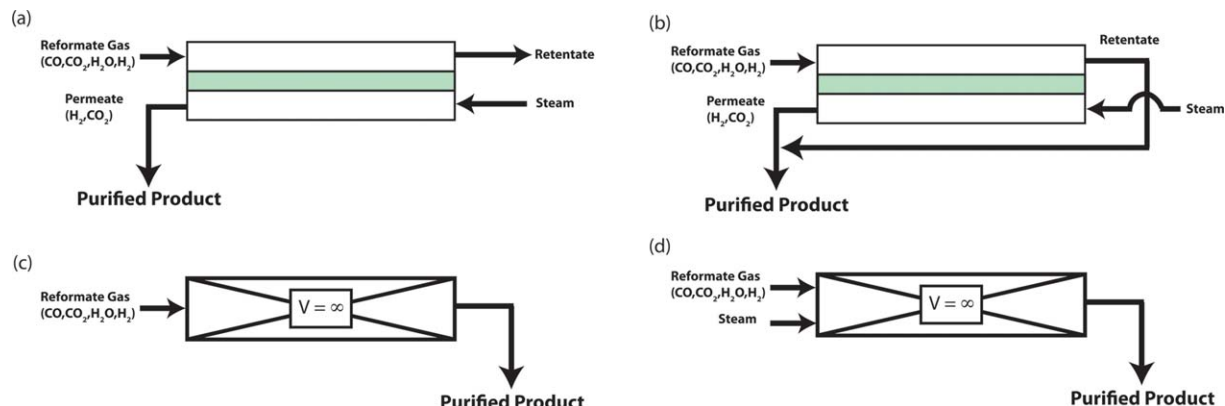 (a)
Reformate Gas
(CO,CO₂,H₂O,H₂)
Retentate
Permeate
(H₂,CO₂)
Steam
Purified Product
(b)
Reformate Gas
(CO,CO₂,H₂O,H₂)
Retentate
Permeate
(H₂,CO₂)
Steam
Purified Product
(c)
Reformate Gas
(CO,CO₂,H₂O,H₂)
V = ∞
Purified Product
(d)
Reformate Gas
(CO,CO₂,H₂O,H₂)
Steam
V = ∞
Purified Product